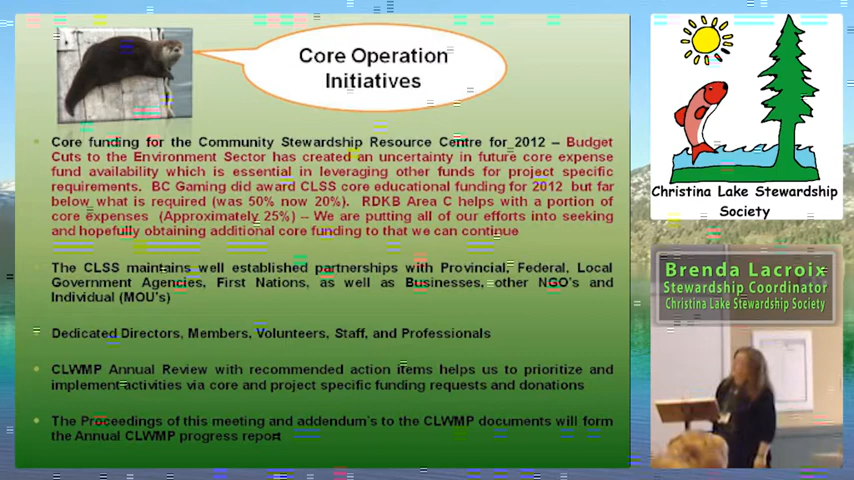 Core Operation
Initiatives
Core funding for the Community Stewardship Resource Centre for 2012 – Budget
Cuts to the Environment Sector has created an uncertainty in future core expense
fund availability which is essential in leveraging other funds for project specific
requirements. BC Gaming did award CLSS core educational funding for 2012 but far
below what is required (was 50% now 20%). RDKB Area C helps with a portion of
core expenses (Approximately 25%) – We are putting all of our efforts into seeking
and hopefully obtaining additional core funding to that we can continue
The CLSS maintains well established partnerships with Provincial, Federal, Local
Government Agencies, First Nations, as well as Businesses, other NGO's and
Individual (MOU's)
Dedicated Directors, Members, Volunteers, Staff, and Professionals
CLWMP Annual Review with recommended action items helps us to prioritize and
implement activities via core and project specific funding requests and donations
The Proceedings of this meeting and addendum's to the CLWMP documents will form
the Annual CLWMP progress report
Christina Lake Stewardship
Society
Brenda Lacroix
Stewardship Coordinator
Christina Lake Stewardship Society